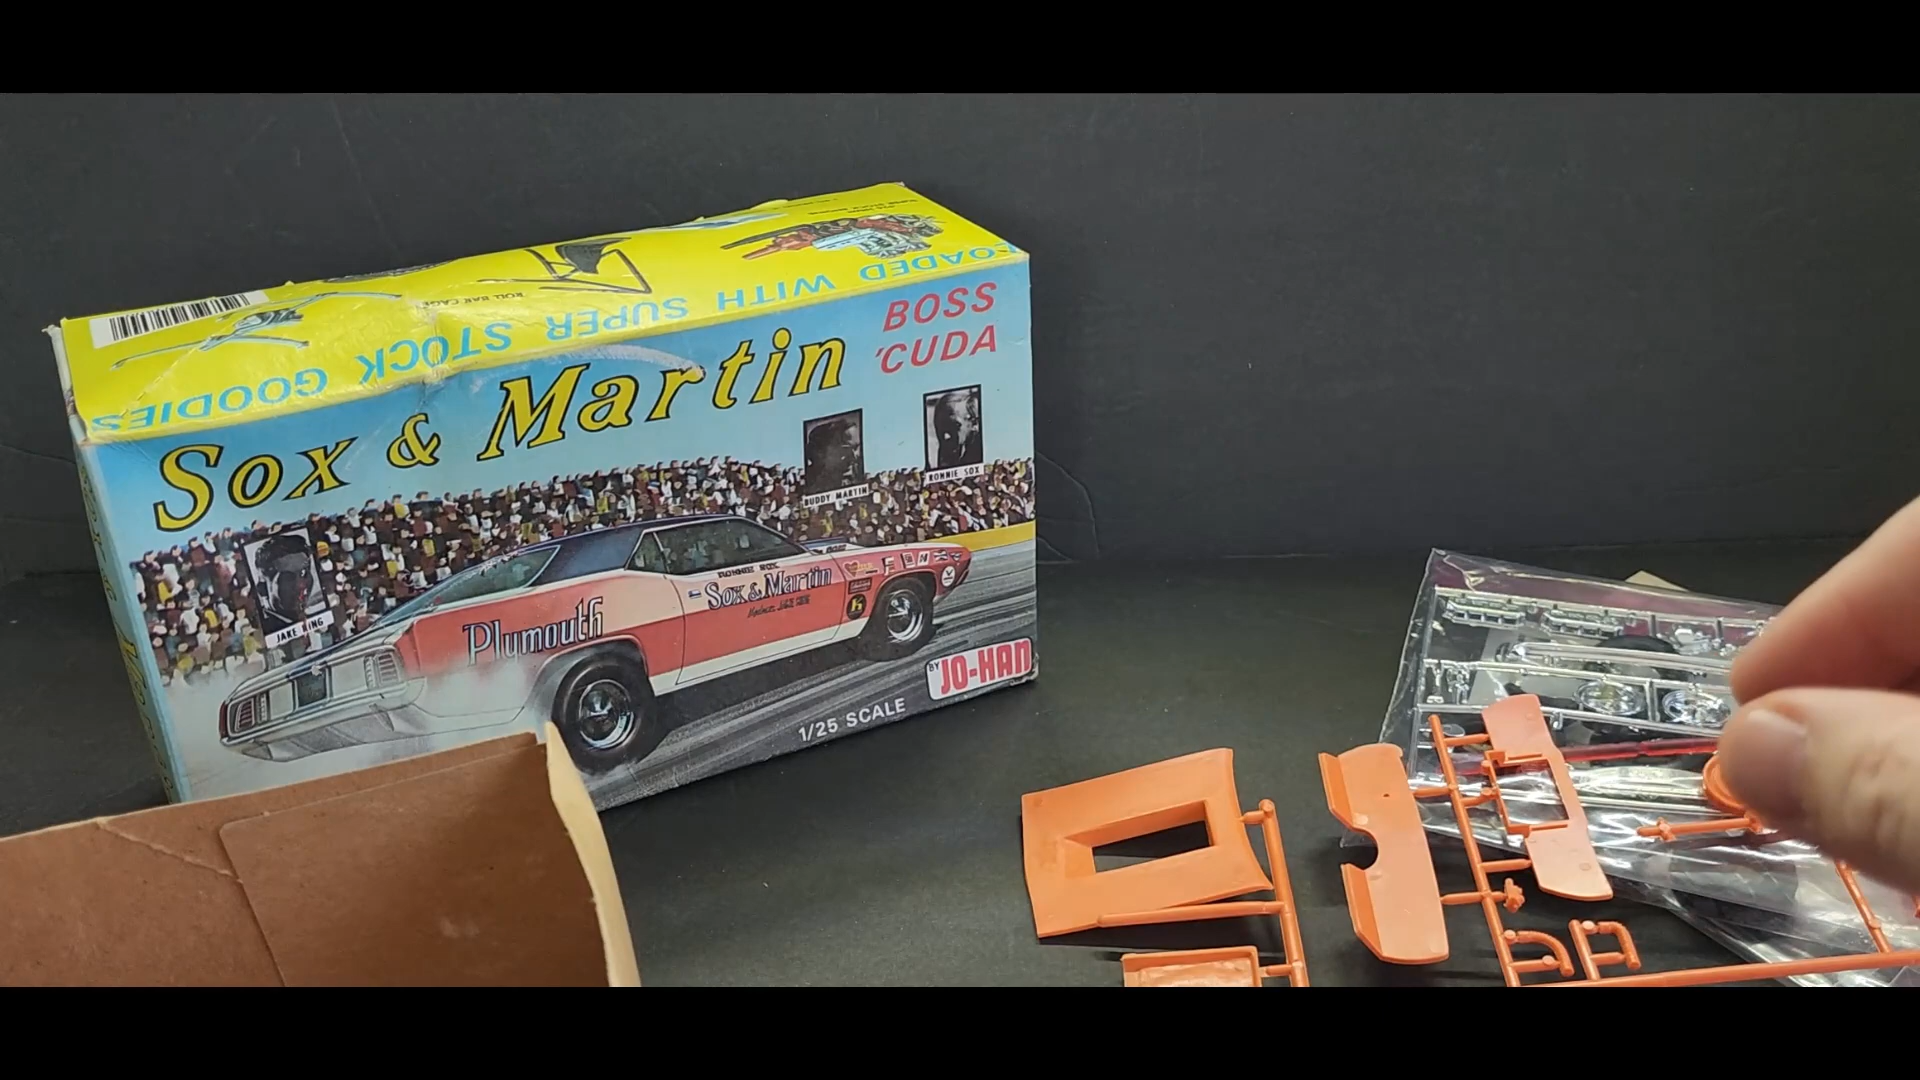 LOADED WITH SUPER STOCK GOODIES
ROLL BAR CAGE
Sox & Martin
BOSS
'CUDA
BUDDY MARTIN
RONNIE SOX
JAKE KING
RONNIE SOX
Sox & Martin
Plymouth
BY JO-HAN
1/25 SCALE